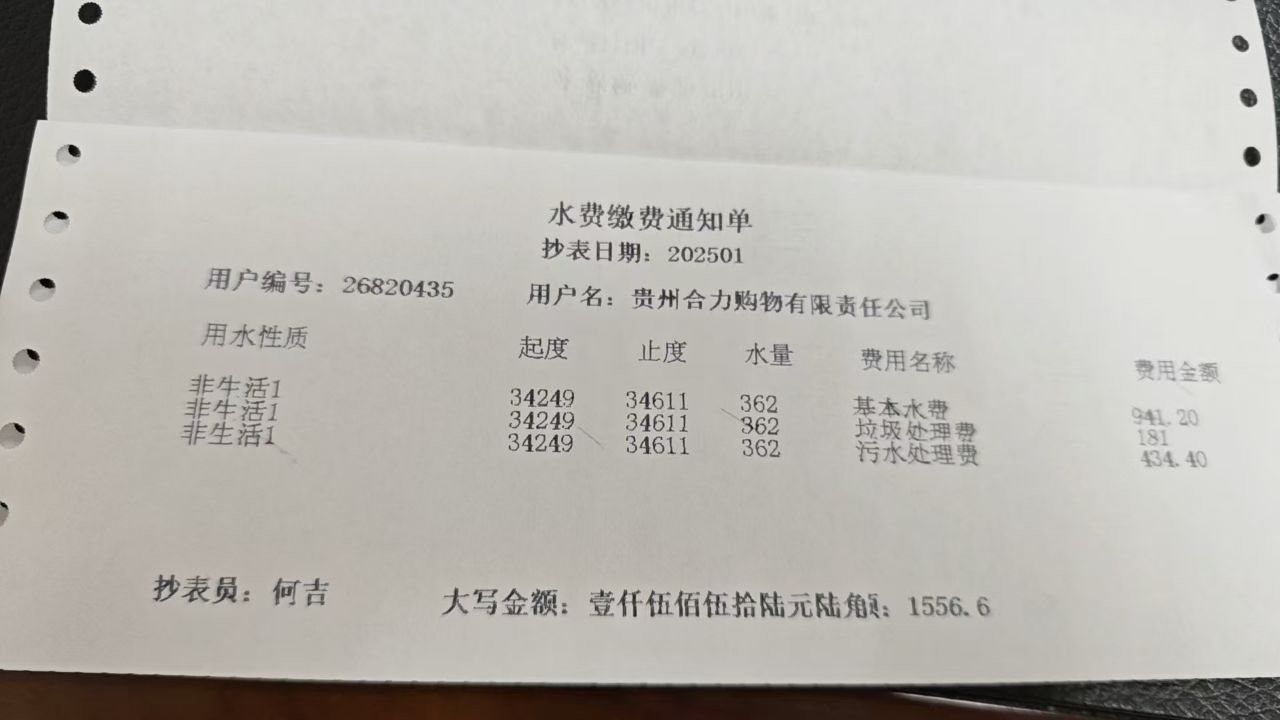 水费缴费通知单
抄表日期：202501
用户编号：26820435 用户名：贵州合力购物有限责任公司
用水性质 起度 止度 水量 费用名称 费用金额
非生活1 34249 34611 362 基本水费 941.20
非生活1 34249 34611 362 垃圾处理费 181
非生活1 34249 34611 362 污水处理费 434.40
抄表员：何吉 大写金额：壹仟伍佰伍拾陆元陆角：1556.6